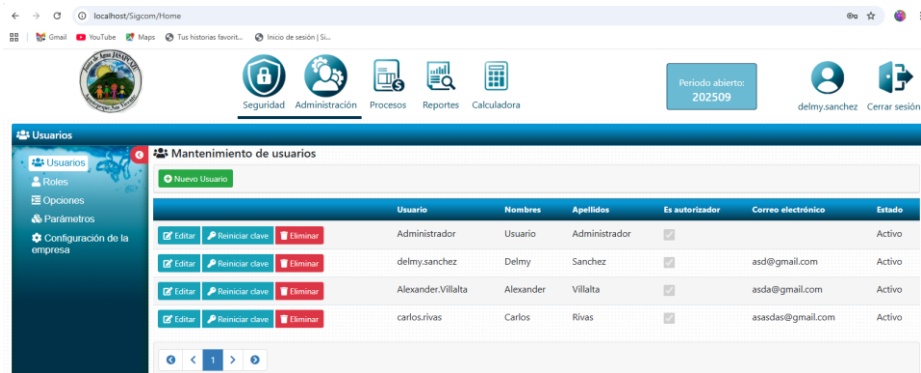 localhost/Sigcom/Home
Gmail YouTube Maps Tus historias favorit... Inicio de sesión | Si...
Seguridad Administración Procesos Reportes Calculadora
Periodo abierto:
202509
delmy.sanchez Cerrar sesión
Usuarios
Usuarios
Roles
Opciones
Parámetros
Configuración de la
empresa
Mantenimiento de usuarios
Nuevo Usuario
Usuario Nombres Apellidos Es autorizador Correo electrónico Estado
Editar Reiniciar clave Eliminar Administrador Usuario Administrador Activo
Editar Reiniciar clave Eliminar delmy.sanchez Delmy Sanchez asd@gmail.com Activo
Editar Reiniciar clave Eliminar Alexander.Villalta Alexander Villalta asda@gmail.com Activo
Editar Reiniciar clave Eliminar carlos.rivas Carlos Rivas asasdas@gmail.com Activo
1